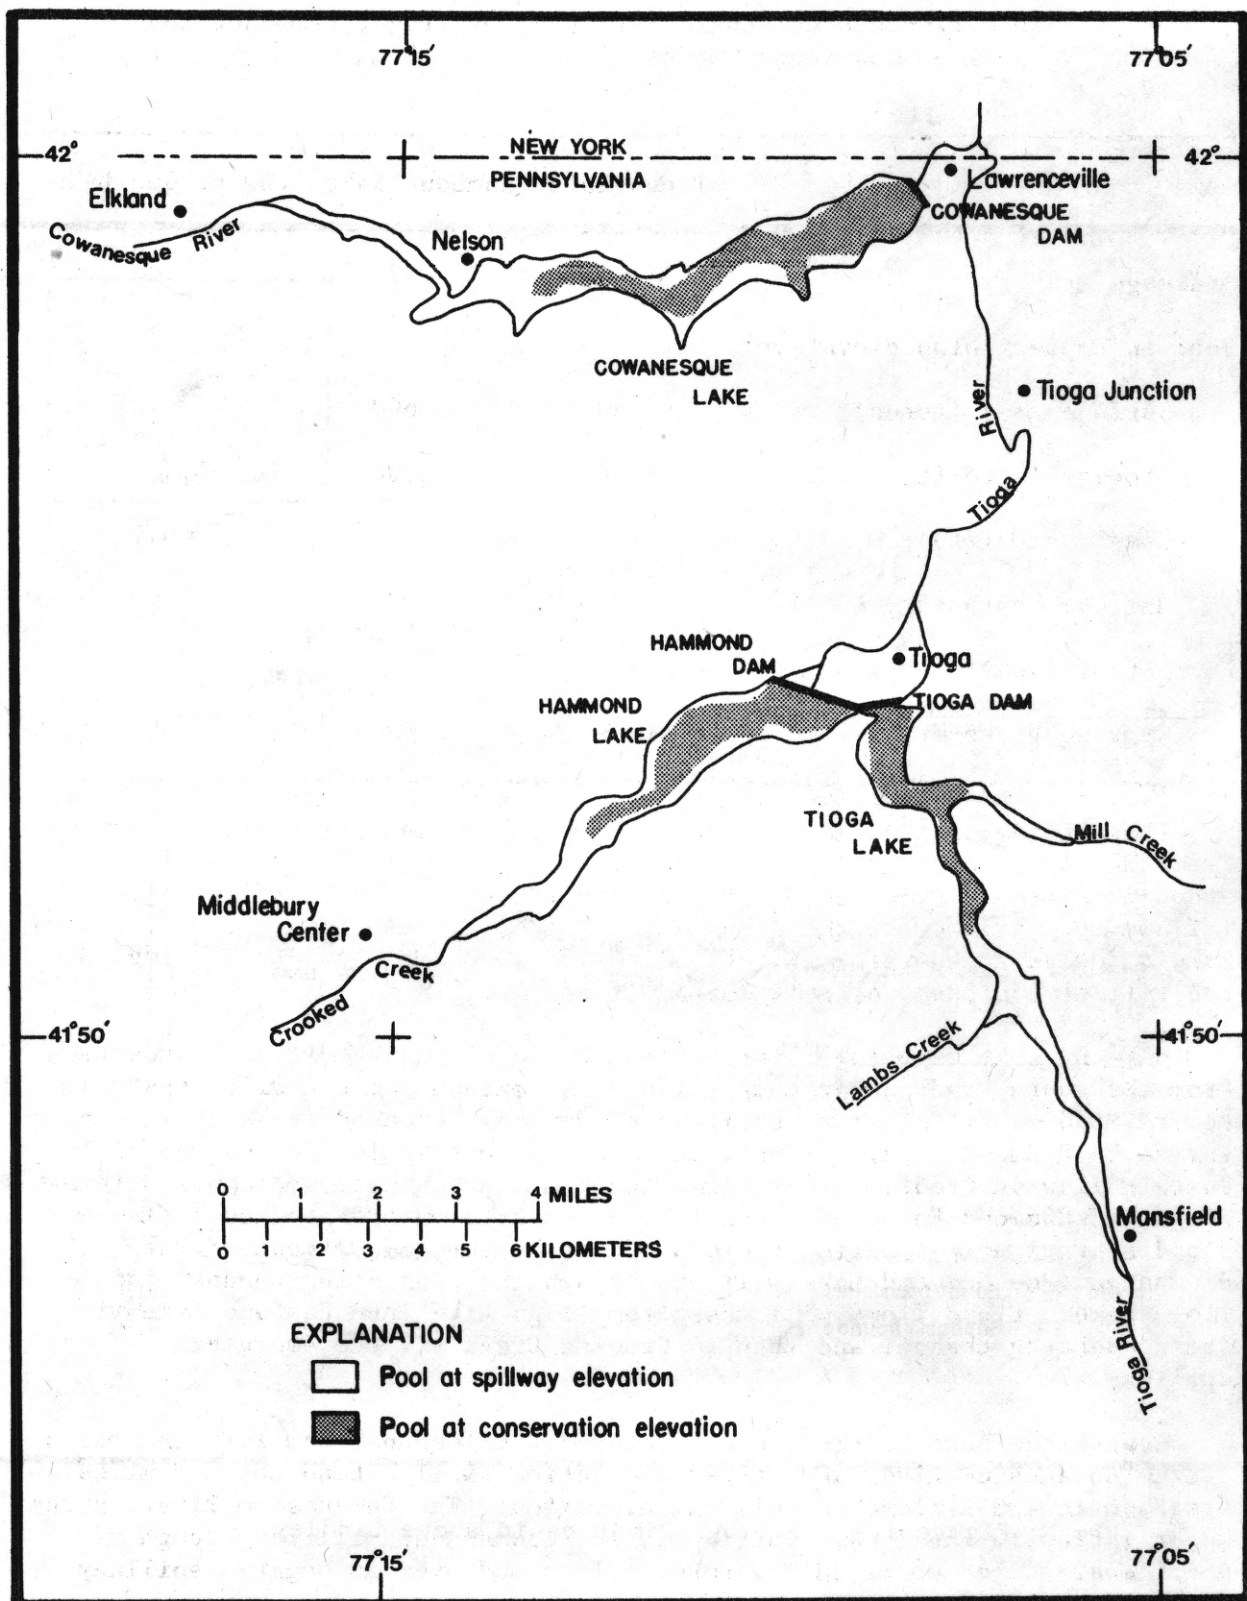 77°15′
77°05′
42°
NEW YORK
42°
PENNSYLVANIA
Lawrenceville
Elkland
COWANESQUE
DAM
Cowanesque River
Nelson
COWANESQUE
LAKE
River
Tioga Junction
Tioga
HAMMOND
DAM
Tioga
TIOGA DAM
HAMMOND
LAKE
TIOGA
LAKE
Mill Creek
Middlebury
Center
Crooked Creek
41°50′
41°50′
Lambs Creek
0 1 2 3 4 MILES
0 1 2 3 4 5 6 KILOMETERS
Mansfield
Tioga River
EXPLANATION
Pool at spillway elevation
Pool at conservation elevation
77°15′
77°05′